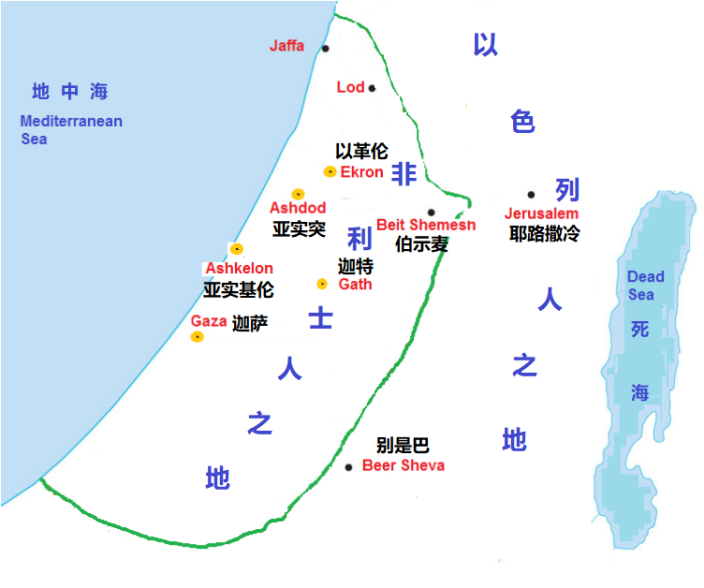 Jaffa
Lod
地中海
Mediterranean
Sea
以革伦
Ekron
Ashdod
亚实突
Beit Shemesh
伯示麦
Jerusalem
耶路撒冷
迦特
Gath
Ashkelon
亚实基伦
Gaza 迦萨
别是巴
Beer Sheva
Dead
Sea
死海
非利士人之地
以色列人之地